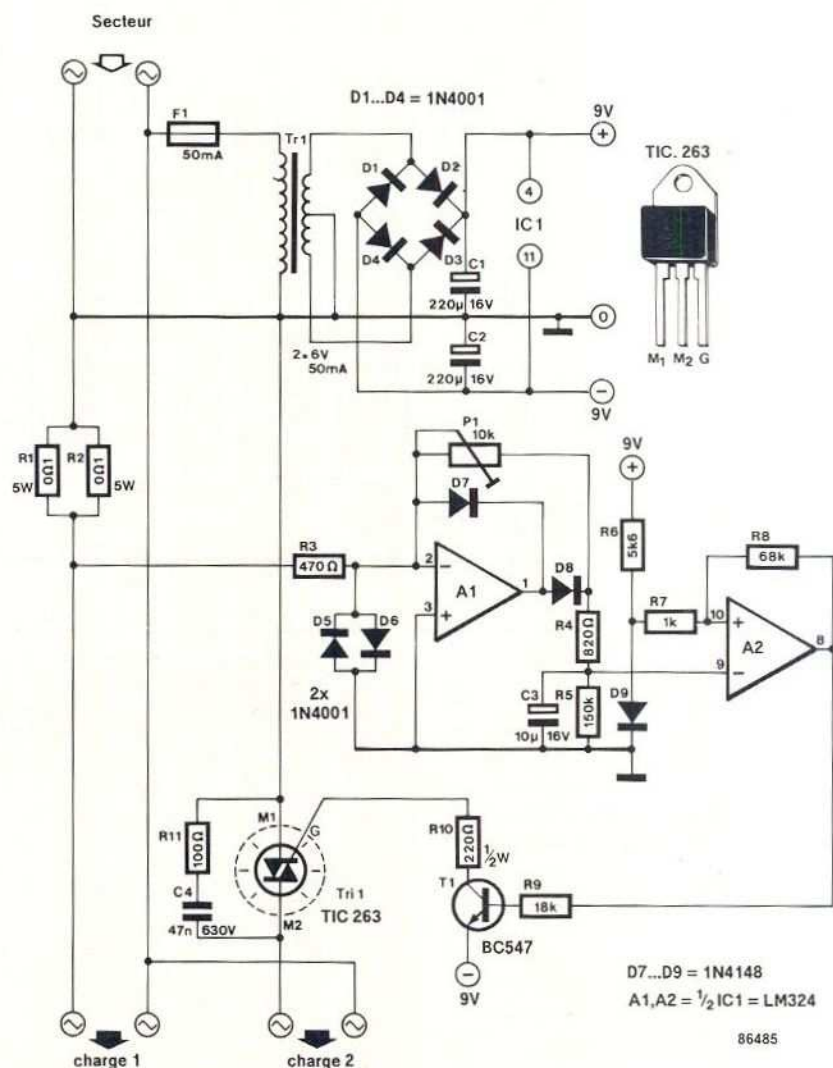 Secteur
D1...D4 = 1N4001
F1
50mA
Tr1
D1
D2
D4
D3
C1
220µ 16V
C2
220µ 16V
2 × 6V
50mA
9V
+
4
IC1
11
0
−
9V
TIC. 263
M1 M2 G
R1
0Ω1
5W
R2
0Ω1
5W
R3
470Ω
D5
D6
2x
1N4001
P1
10k
D7
2
−
3
+
A1
1
D8
R4
820Ω
C3
10µ 16V
R5
150k
9V
+
R6
5k6
R7
1k
D9
R8
68k
10
+
9
−
A2
8
R11
100Ω
C4
47n 630V
M1
G
Tri 1
TIC 263
M2
R10
220Ω
½W
T1
BC547
R9
18k
−
9V
D7...D9 = 1N4148
A1,A2 = ½ IC1 = LM324
86485
charge 1
charge 2